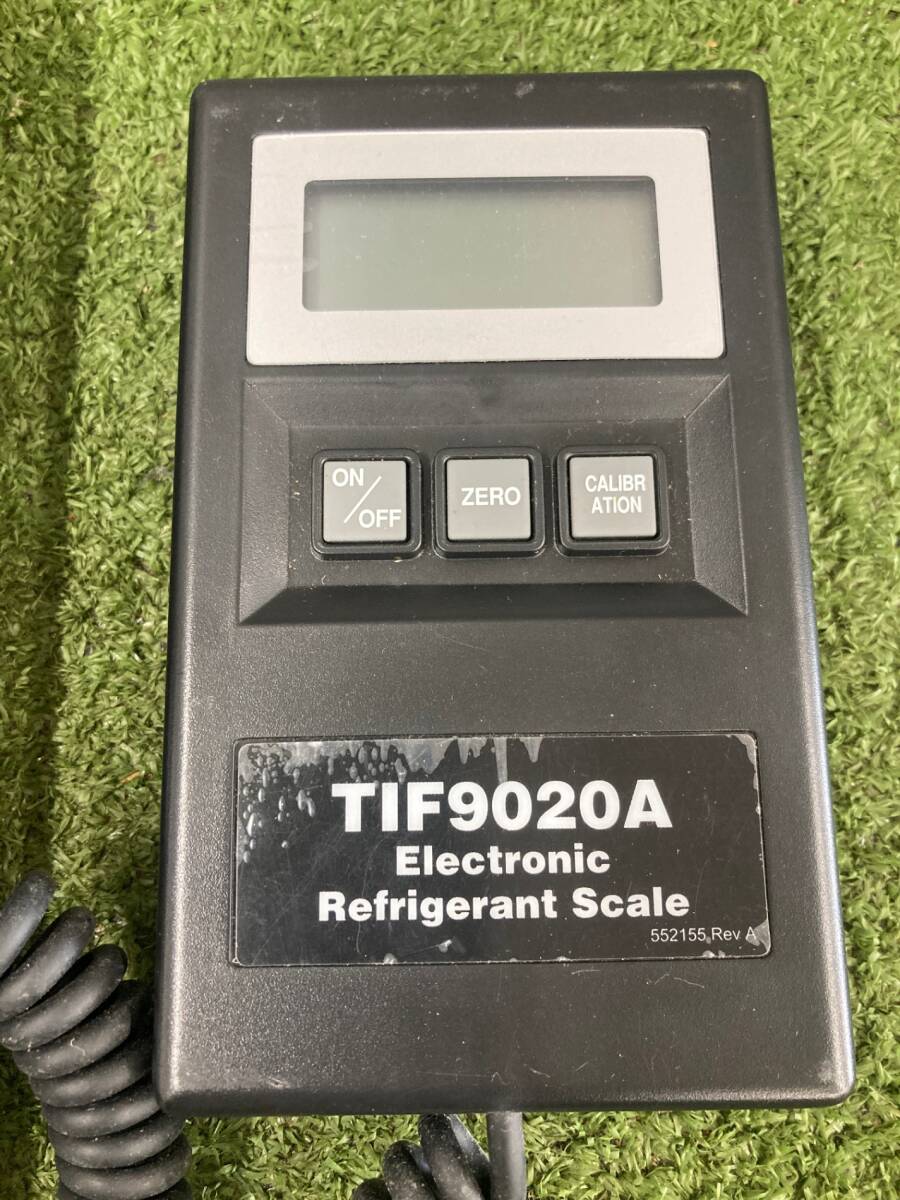 ON
/OFF
ZERO
CALIBR
ATION
TIF9020A
Electronic
Refrigerant Scale
552155 Rev A